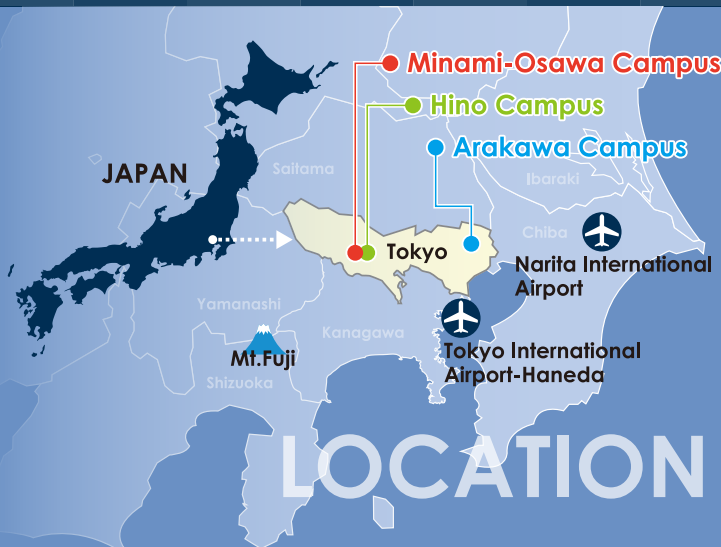 Minami-Osawa Campus
Hino Campus
Arakawa Campus
JAPAN
Saitama
Ibaraki
Chiba
Tokyo
Narita International
Airport
Yamanashi
Kanagawa
Mt.Fuji
Tokyo International
Airport-Haneda
Shizuoka
LOCATION